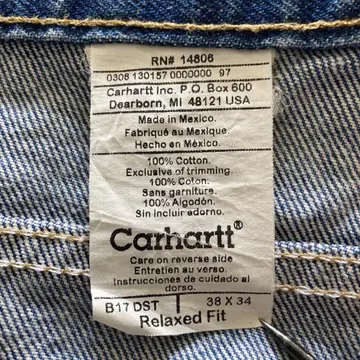 RN# 14806
0308 130157 0000000 97
Carhartt Inc. P.O. Box 600
Dearborn, MI 48121 USA
Made in Mexico.
Fabriqué au Mexique.
Hecho en México.
100% Cotton.
Exclusive of trimming.
100% Coton.
Sans garniture.
100% Algodón.
Sin incluir adorno.
Carhartt®
Care on reverse side
Entretien au verso.
Instrucciones de cuidado al
dorso.
B17 DST 38 X 34
Relaxed Fit